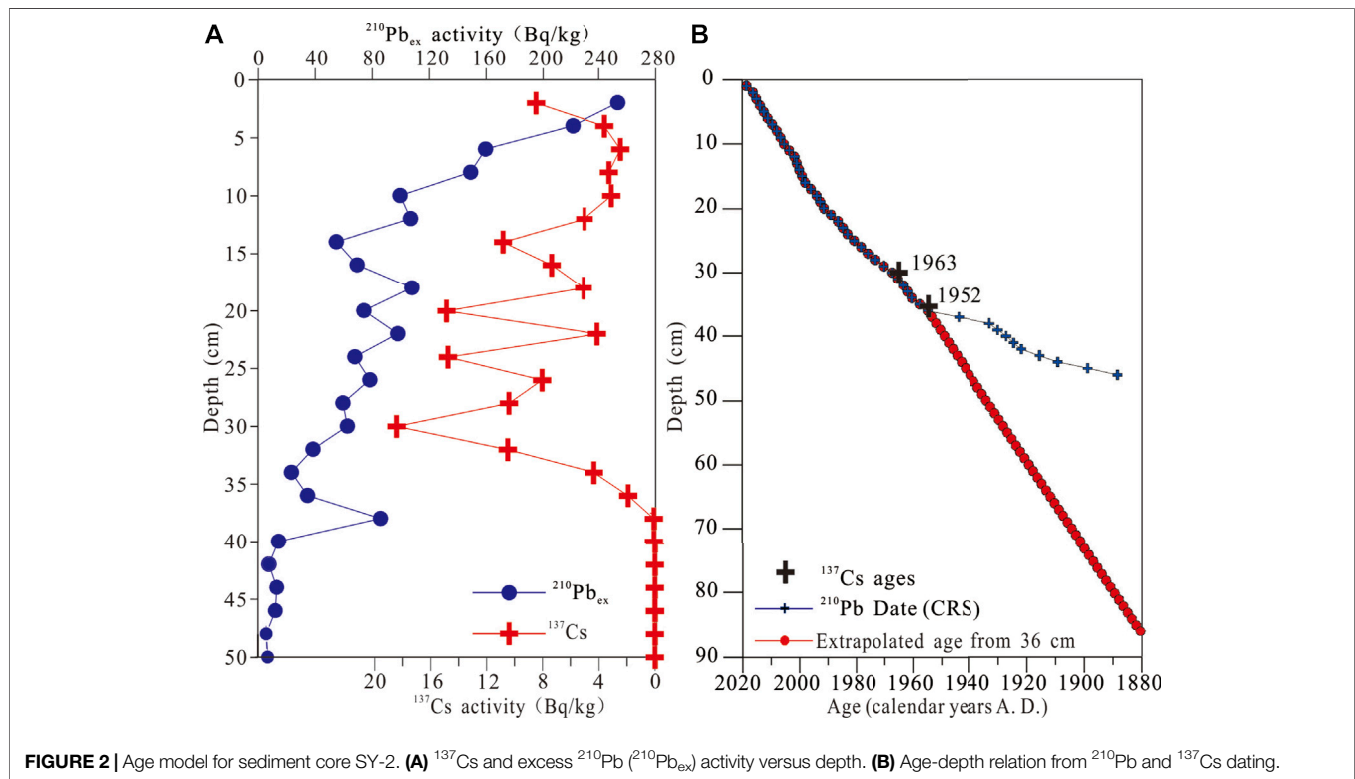 A
²¹⁰Pbₑₓ activity (Bq/kg)
0 40 80 120 160 200 240 280
0
5
10
15
20
25
30
35
40
45
50
Depth (cm)
²¹⁰Pbₑₓ
¹³⁷Cs
20 16 12 8 4 0
¹³⁷Cs activity (Bq/kg)
B
0
10
20
30
40
50
60
70
80
90
Depth (cm)
1963
1952
¹³⁷Cs ages
²¹⁰Pb Date (CRS)
Extrapolated age from 36 cm
2020 2000 1980 1960 1940 1920 1900 1880
Age (calendar years A. D.)
FIGURE 2 | Age model for sediment core SY-2. (A) ¹³⁷Cs and excess ²¹⁰Pb (²¹⁰Pbₑₓ) activity versus depth. (B) Age-depth relation from ²¹⁰Pb and ¹³⁷Cs dating.